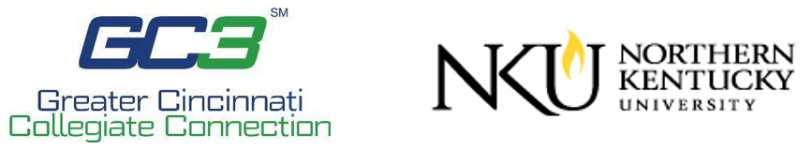 GC3 SM
Greater Cincinnati
Collegiate Connection
NKU
NORTHERN
KENTUCKY
UNIVERSITY